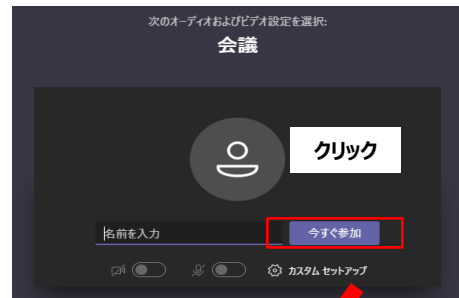 次のオーディオおよびビデオ設定を選択:
会議
クリック
名前を入力
今すぐ参加
カスタム セットアップ